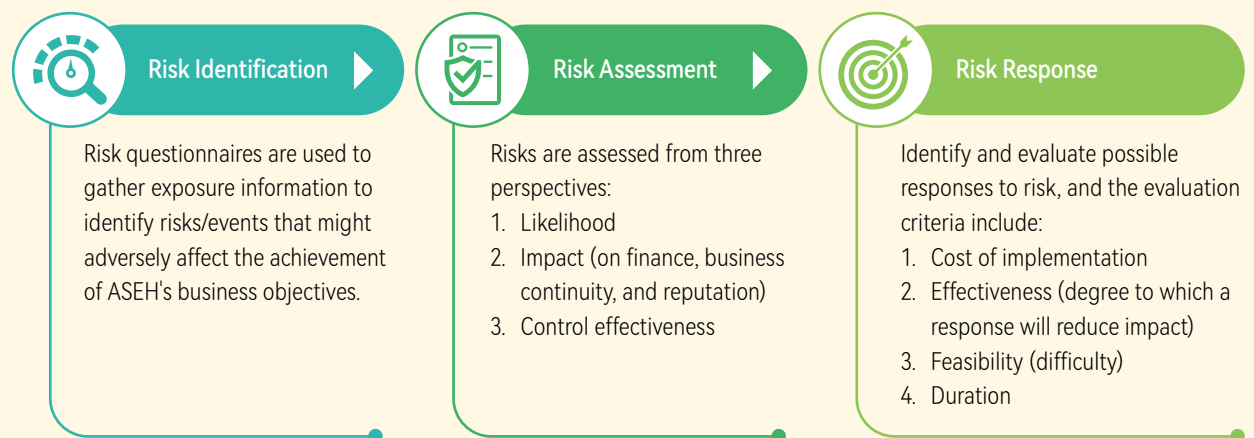 Risk Identification
Risk questionnaires are used to
gather exposure information to
identify risks/events that might
adversely affect the achievement
of ASEH's business objectives.
Risk Assessment
Risks are assessed from three
perspectives:
1. Likelihood
2. Impact (on finance, business
continuity, and reputation)
3. Control effectiveness
Risk Response
Identify and evaluate possible
responses to risk, and the evaluation
criteria include:
1. Cost of implementation
2. Effectiveness (degree to which a
response will reduce impact)
3. Feasibility (difficulty)
4. Duration